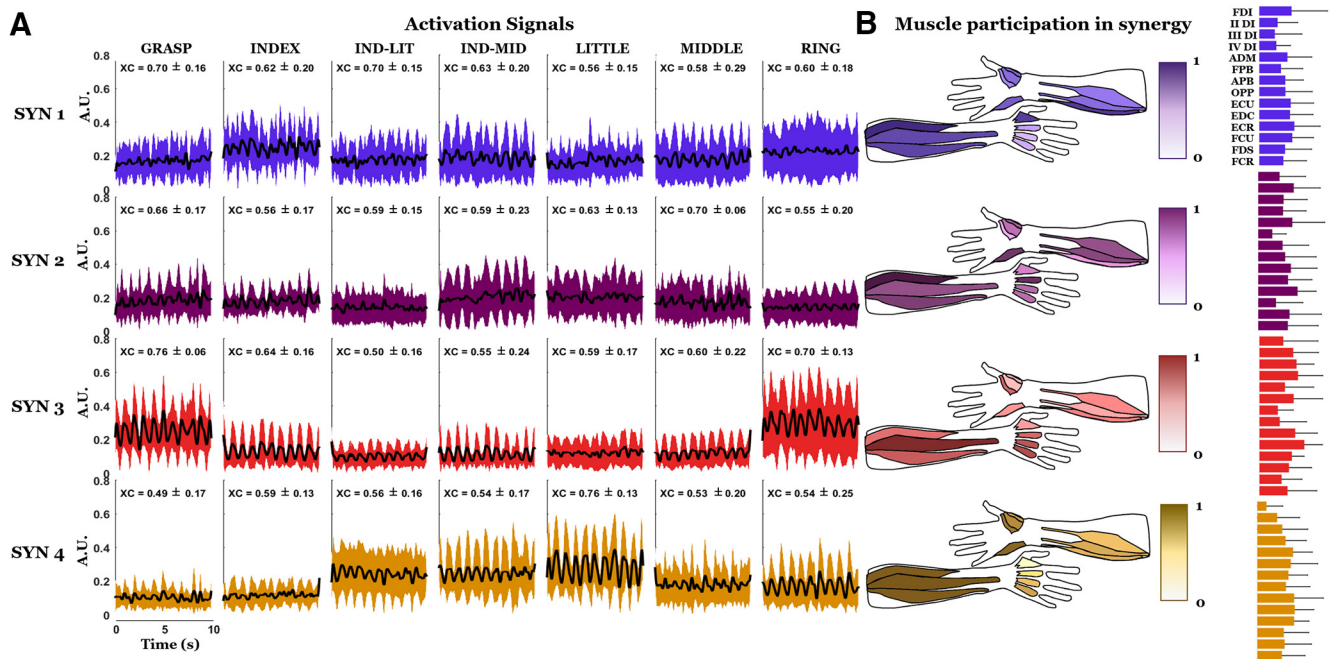 A
Activation Signals
B
Muscle participation in synergy
GRASP INDEX IND-LIT IND-MID LITTLE MIDDLE RING
SYN 1
A.U.
0.8
0.6
0.4
0.2
0
XC = 0.70 ± 0.16
XC = 0.62 ± 0.20
XC = 0.70 ± 0.15
XC = 0.63 ± 0.20
XC = 0.56 ± 0.15
XC = 0.58 ± 0.29
XC = 0.60 ± 0.18
1
0
SYN 2
A.U.
0.8
0.6
0.4
0.2
0
XC = 0.66 ± 0.17
XC = 0.56 ± 0.17
XC = 0.59 ± 0.15
XC = 0.59 ± 0.23
XC = 0.63 ± 0.13
XC = 0.70 ± 0.06
XC = 0.55 ± 0.20
1
0
SYN 3
A.U.
0.8
0.6
0.4
0.2
0
XC = 0.76 ± 0.06
XC = 0.64 ± 0.16
XC = 0.50 ± 0.16
XC = 0.55 ± 0.24
XC = 0.59 ± 0.17
XC = 0.60 ± 0.22
XC = 0.70 ± 0.13
1
0
SYN 4
A.U.
0.8
0.6
0.4
0.2
0
XC = 0.49 ± 0.17
XC = 0.59 ± 0.13
XC = 0.56 ± 0.16
XC = 0.54 ± 0.17
XC = 0.76 ± 0.13
XC = 0.53 ± 0.20
XC = 0.54 ± 0.25
1
0
0 5 10
Time (s)
FDI
II DI
III DI
IV DI
ADM
FPB
APB
OPP
ECU
EDC
ECR
FCU
FDS
FCR